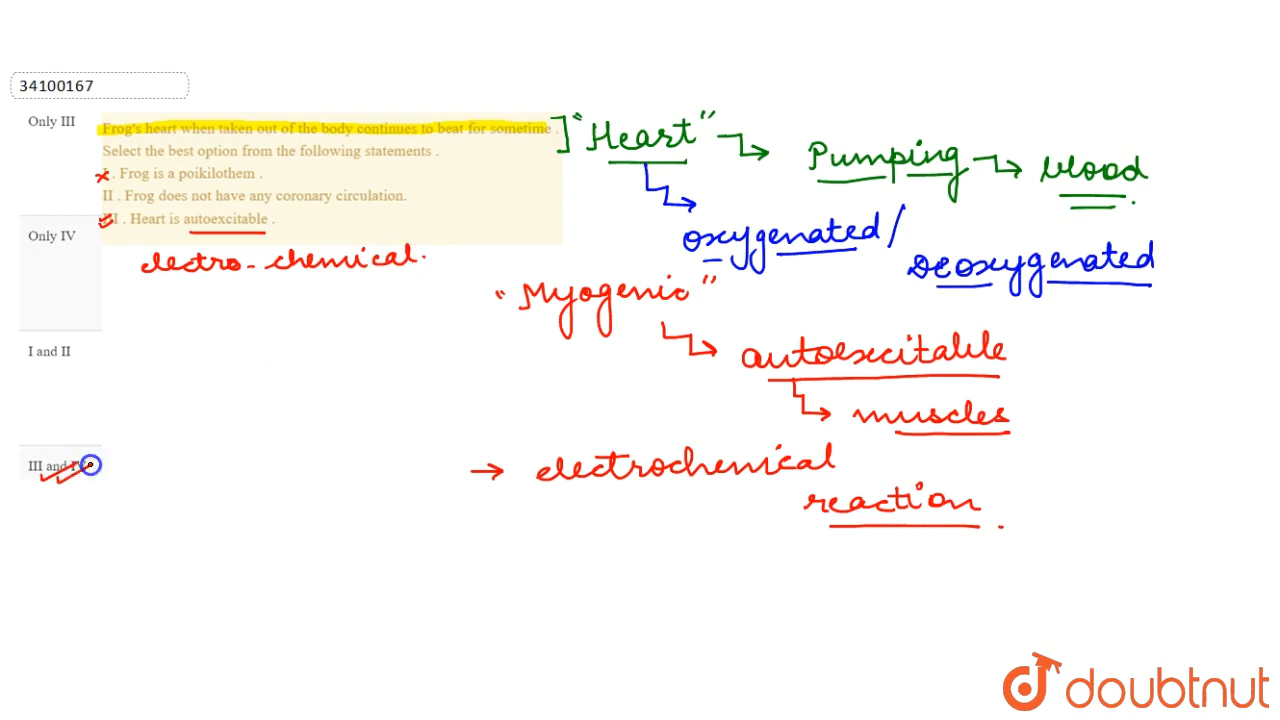 34100167
Only III
Frog's heart when taken out of the body continues to beat for sometime .
Select the best option from the following statements .
I . Frog is a poikilothem .
II . Frog does not have any coronary circulation.
III . Heart is autoexcitable .
Only IV
I and II
III and IV
] "Heart" → Pumping → blood.
oxygenated/
Deoxygenated
electro-chemical.
"Myogenic"
autoexcitable
muscles
→ electrochemical
reaction.
doubtnut